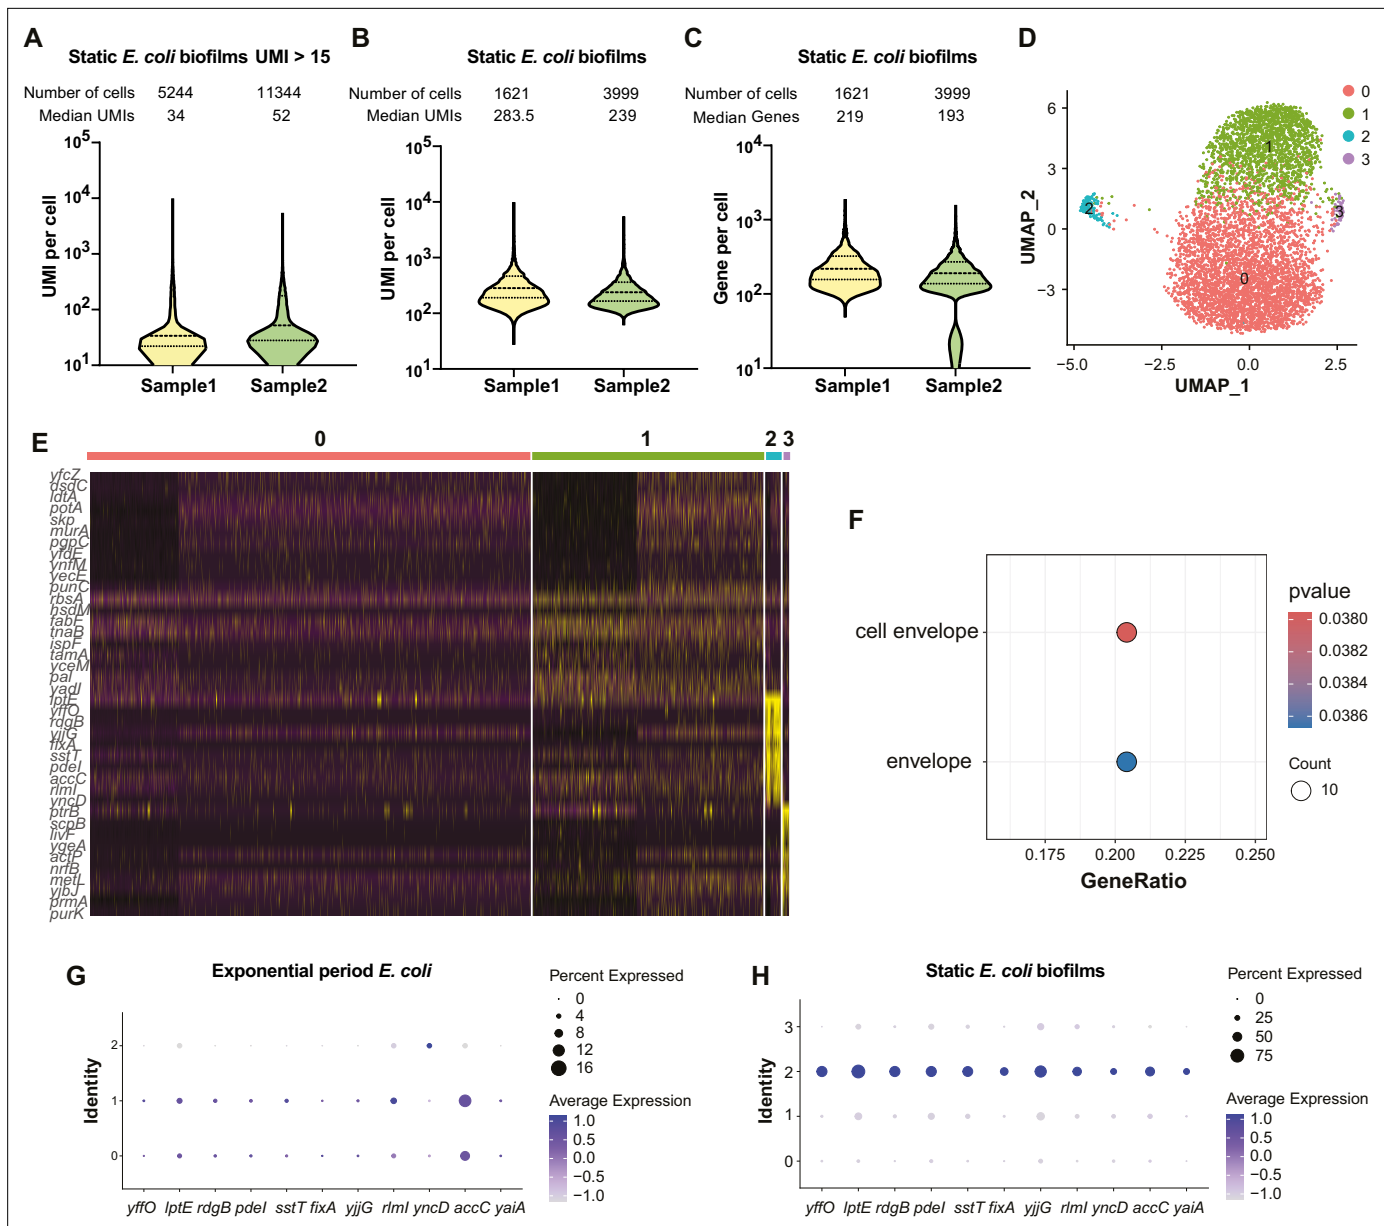 A
Static E. coli biofilms UMI > 15
Number of cells 5244 11344
Median UMIs 34 52
10^5
10^4
10^3
10^2
10^1
UMI per cell
Sample1 Sample2
B
Static E. coli biofilms
Number of cells 1621 3999
Median UMIs 283.5 239
10^5
10^4
10^3
10^2
10^1
UMI per cell
Sample1 Sample2
C
Static E. coli biofilms
Number of cells 1621 3999
Median Genes 219 193
10^4
10^3
10^2
10^1
Gene per cell
Sample1 Sample2
D
0
1
2
3
6
3
0
−3
UMAP_2
1
2
3
0
−5.0 −2.5 0.0 2.5
UMAP_1
E
0 1 2 3
yfcZ
dsdC
ldtA
potA
skp
murA
pgpC
yfdE
ynfM
yecE
punC
rbsA
hsdM
fabF
tnaB
ispF
tamA
yceM
pal
yadI
lptE
yffO
rdgB
yjjG
fixA
sstT
pdeI
accC
rlmI
yncD
ptrB
scpB
livF
ygeA
actP
nrfB
metL
yjbJ
prmA
purK
F
cell envelope
envelope
0.175 0.200 0.225 0.250
GeneRatio
pvalue
0.0380
0.0382
0.0384
0.0386
Count
10
G
Exponential period E. coli
2
1
0
Identity
yffO lptE rdgB pdeI sstT fixA yjjG rlmI yncD accC yaiA
Percent Expressed
0
4
8
12
16
Average Expression
1.0
0.5
0.0
−0.5
−1.0
H
Static E. coli biofilms
3
2
1
0
Identity
yffO lptE rdgB pdeI sstT fixA yjjG rlmI yncD accC yaiA
Percent Expressed
0
25
50
75
Average Expression
1.0
0.5
0.0
−0.5
−1.0